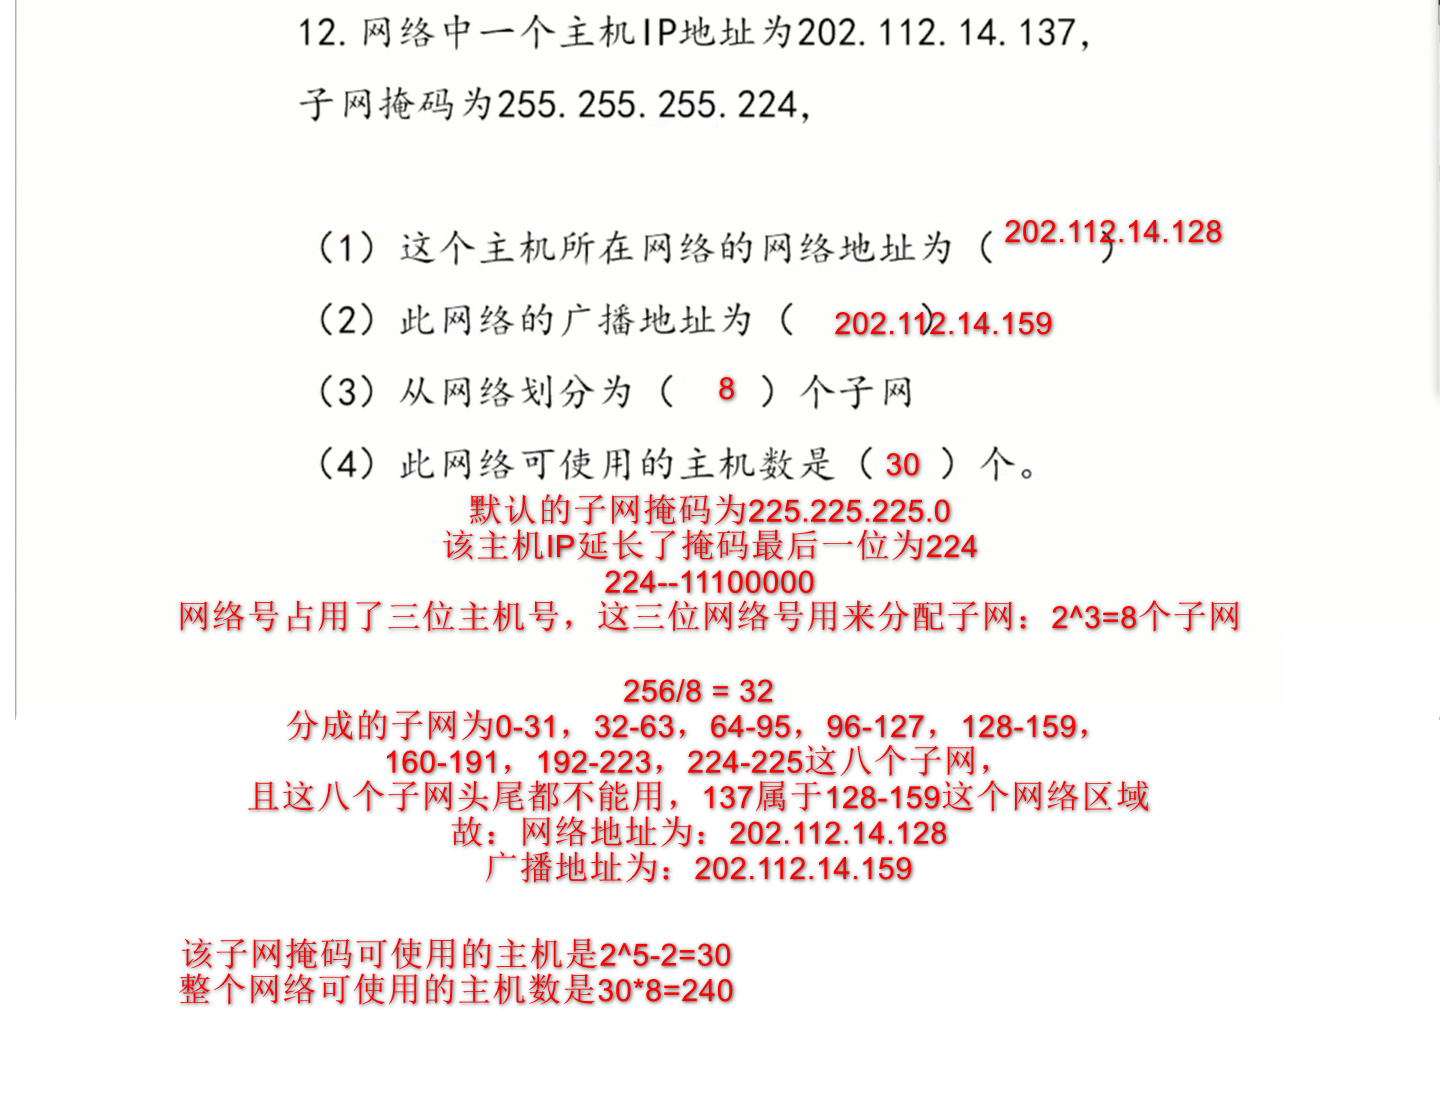 12.网络中一个主机IP地址为202.112.14.137,
子网掩码为255.255.255.224,
（1）这个主机所在网络的网络地址为（ 202.112.14.128 ）
（2）此网络的广播地址为（ 202.112.14.159 ）
（3）从网络划分为（ 8 ）个子网
（4）此网络可使用的主机数是（ 30 ）个。
默认的子网掩码为225.225.225.0
该主机IP延长了掩码最后一位为224
224--11100000
网络号占用了三位主机号，这三位网络号用来分配子网：2^3=8个子网
256/8 = 32
分成的子网为0-31，32-63，64-95，96-127，128-159，
160-191，192-223，224-225这八个子网，
且这八个子网头尾都不能用，137属于128-159这个网络区域
故：网络地址为：202.112.14.128
广播地址为：202.112.14.159
该子网掩码可使用的主机是2^5-2=30
整个网络可使用的主机数是30*8=240